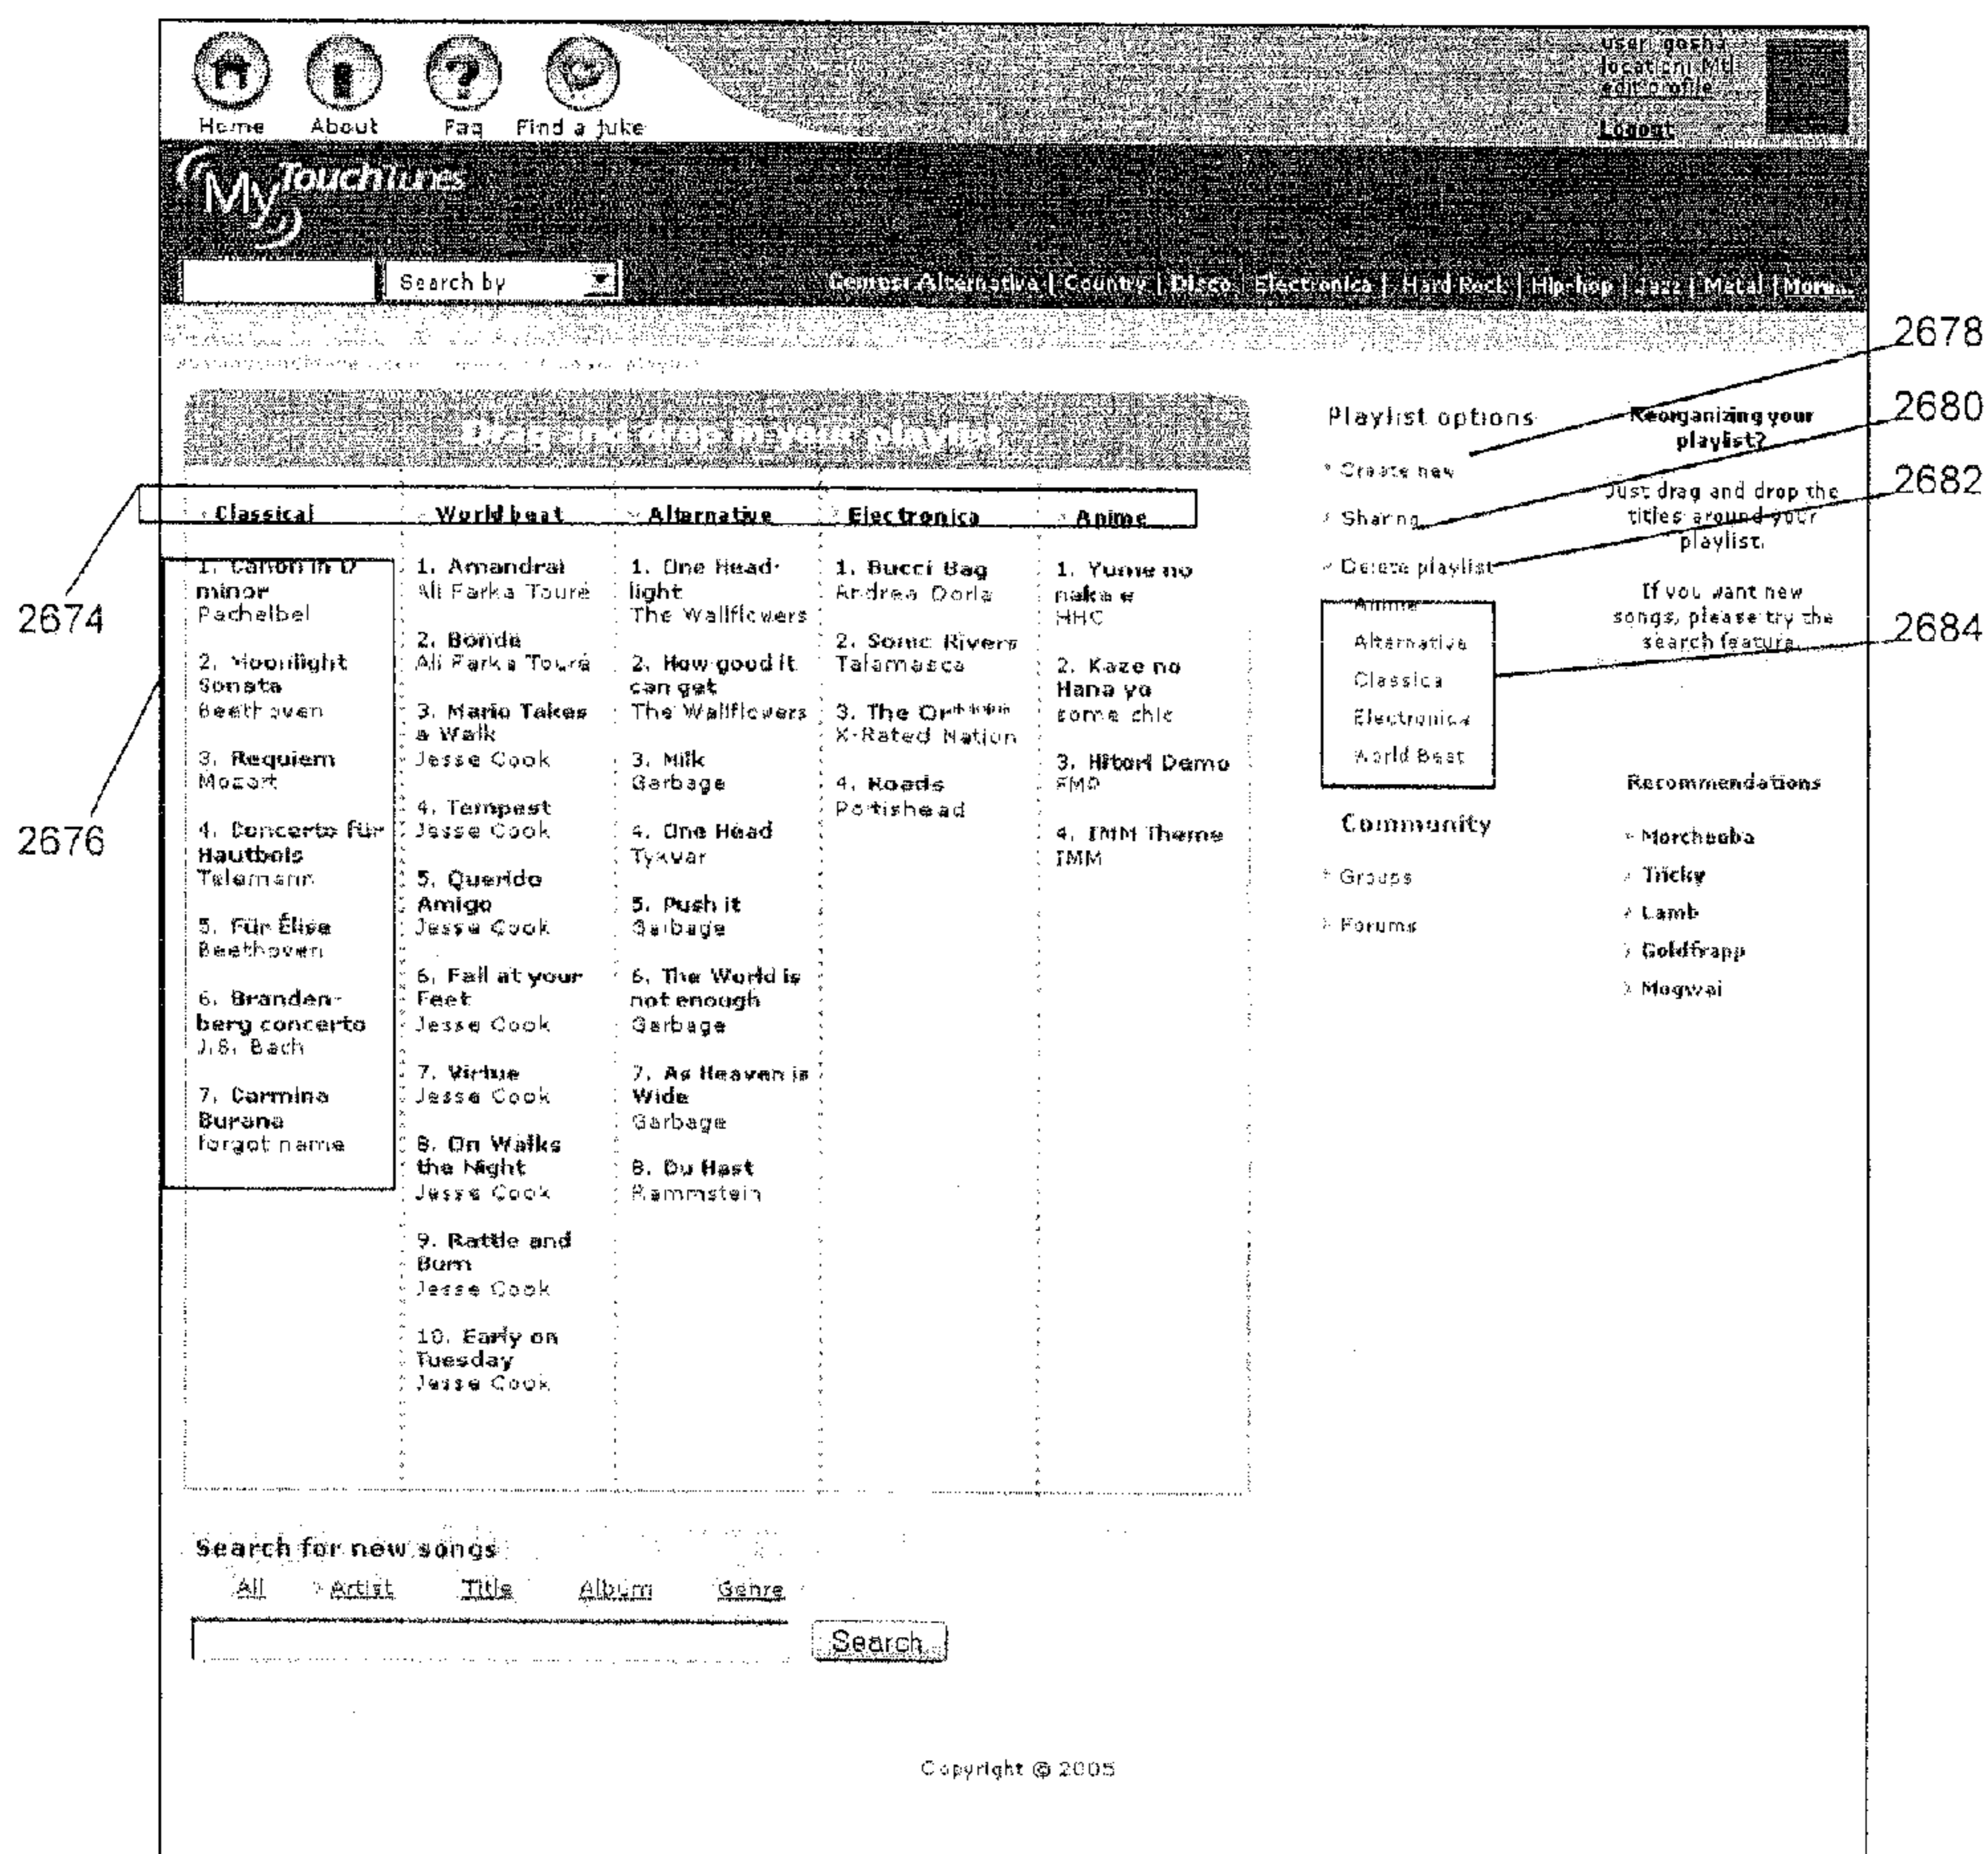 Home About Faq Find a Juke
user: gosha
location: Mtl
edit profile
Logout
My TouchTunes
Search by
Genres: Alternative | Country | Disco | Electronica | Hard Rock | Hip-hop | Jazz | Metal | More...
2678
2680
2682
2684
2674
2676
Drag and drop in your playlist
Classical
1. Canon in D
minor
Pachelbel
2. Moonlight
Sonata
Beethoven
3. Requiem
Mozart
4. Concerto für
Hautbois
Telemann
5. Für Élise
Beethoven
6. Branden-
berg concerto
J.S. Bach
7. Carmina
Burana
forgot name
World beat
1. Amandrai
Ali Farka Touré
2. Bonde
Ali Farka Touré
3. Mario Takes
a Walk
Jesse Cook
4. Tempest
Jesse Cook
5. Querido
Amigo
Jesse Cook
6. Fall at your
Feet
Jesse Cook
7. Virtue
Jesse Cook
8. On Walks
the Night
Jesse Cook
9. Rattle and
Burn
Jesse Cook
10. Early on
Tuesday
Jesse Cook
Alternative
1. One Head-
light
The Wallflowers
2. How good it
can get
The Wallflowers
3. Milk
Garbage
4. One Head
Tykvar
5. Push it
Garbage
6. The World is
not enough
Garbage
7. As Heaven is
Wide
Garbage
8. Du Hast
Rammstein
Electronica
1. Bucci Bag
Andrea Doria
2. Sonic Rivers
Talamasca
3. The
X-Rated Nation
4. Roads
Portishead
Anime
1. Yume no
naka e
HHC
2. Kaze no
Hana yo
some chic
3. Hitori Demo
FMP
4. IMM Theme
IMM
Playlist options
Create new
Sharing
Delete playlist
Anime
Alternative
Classica
Electronica
World Beat
Community
Groups
Forums
Reorganizing your
playlist?
Just drag and drop the
titles around your
playlist.
If you want new
songs, please try the
search feature.
Recommendations
Morcheeba
Tricky
Lamb
Goldfrapp
Mogwai
Search for new songs
All Artist Title Album Genre
Search
Copyright @ 2005